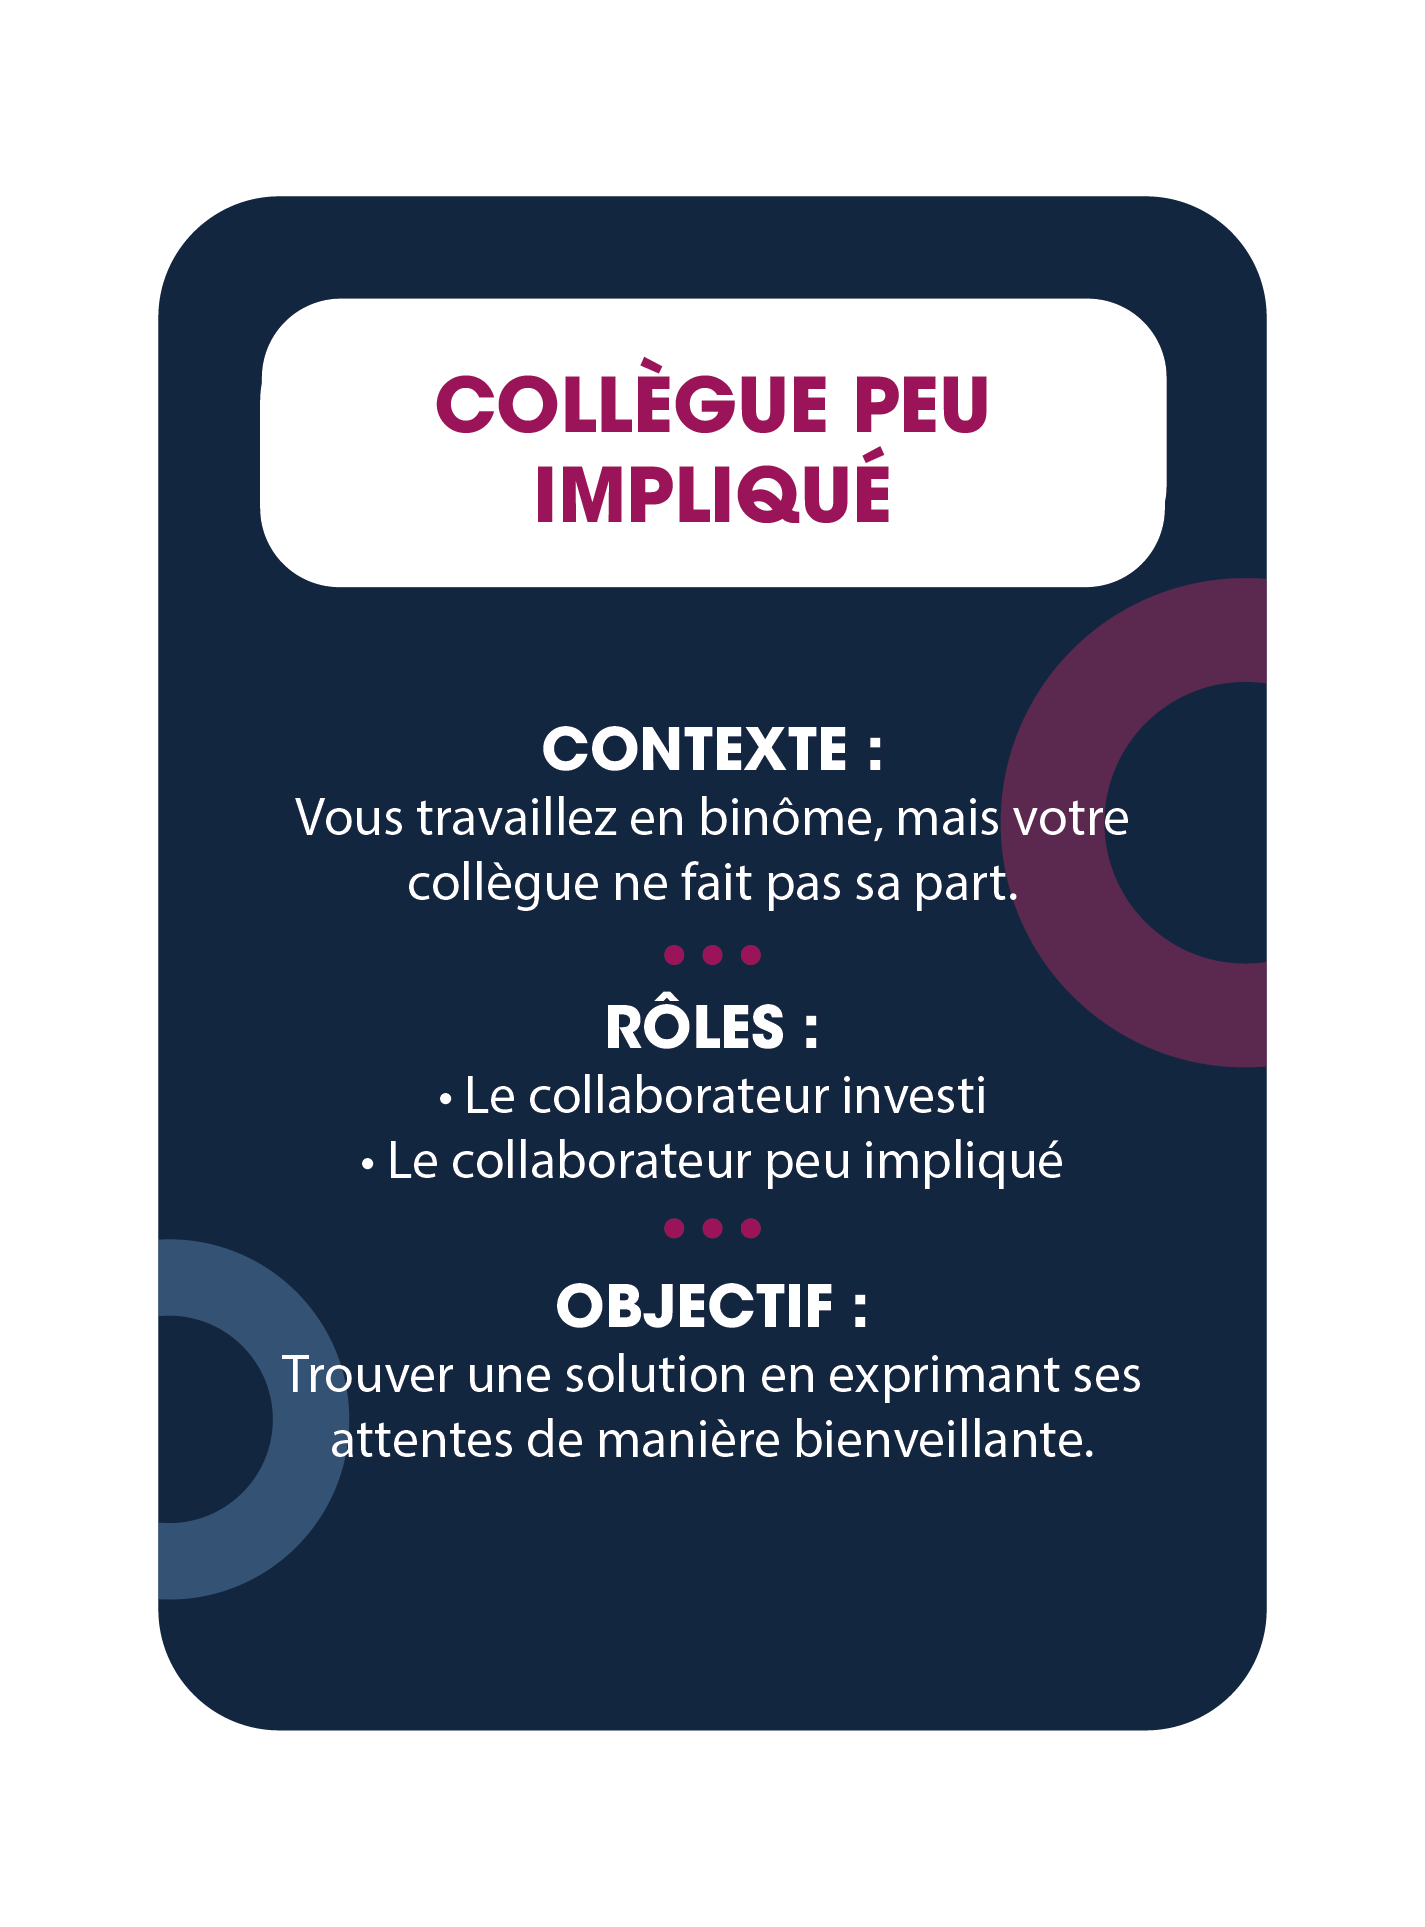 COLLÈGUE PEU
IMPLIQUÉ
CONTEXTE :
Vous travaillez en binôme, mais votre
collègue ne fait pas sa part.
RÔLES :
• Le collaborateur investi
• Le collaborateur peu impliqué
OBJECTIF :
Trouver une solution en exprimant ses
attentes de manière bienveillante.